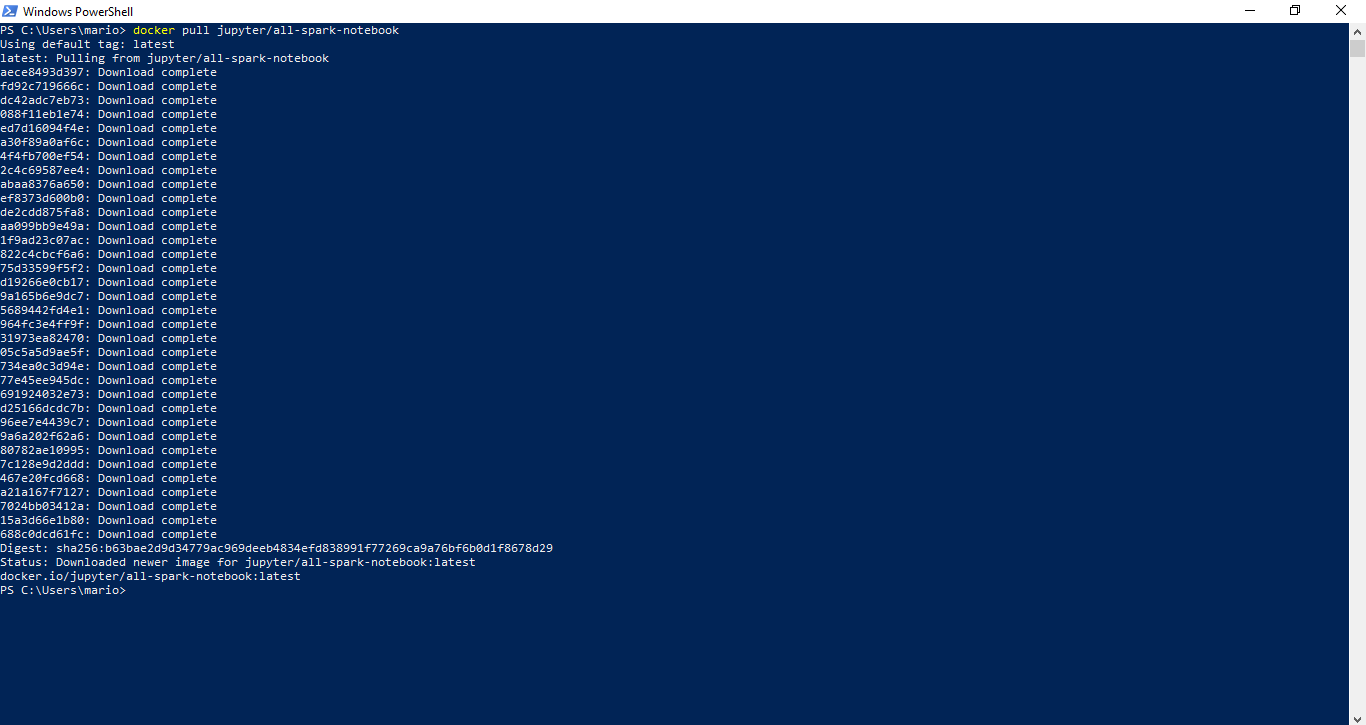 Windows PowerShell
PS C:\Users\mario> docker pull jupyter/all-spark-notebook
Using default tag: latest
latest: Pulling from jupyter/all-spark-notebook
aece8493d397: Download complete
fd92c719666c: Download complete
dc42adc7eb73: Download complete
088f11eb1e74: Download complete
ed7d16094f4e: Download complete
a30f89a0af6c: Download complete
4f4fb700ef54: Download complete
2c4c69587ee4: Download complete
abaa8376a650: Download complete
ef8373d600b0: Download complete
de2cdd875fa8: Download complete
aa099bb9e49a: Download complete
1f9ad23c07ac: Download complete
822c4cbcf6a6: Download complete
75d33599f5f2: Download complete
d19266e0cb17: Download complete
9a165b6e9dc7: Download complete
5689442fd4e1: Download complete
964fc3e4ff9f: Download complete
31973ea82470: Download complete
05c5a5d9ae5f: Download complete
734ea0c3d94e: Download complete
77e45ee945dc: Download complete
691924032e73: Download complete
d25166dcdc7b: Download complete
96ee7e4439c7: Download complete
9a6a202f62a6: Download complete
80782ae10995: Download complete
7c128e9d2ddd: Download complete
467e20fcd668: Download complete
a21a167f7127: Download complete
7024bb03412a: Download complete
15a3d66e1b80: Download complete
688c0dcd61fc: Download complete
Digest: sha256:b63bae2d9d34779ac969deeb4834efd838991f77269ca9a76bf6b0d1f8678d29
Status: Downloaded newer image for jupyter/all-spark-notebook:latest
docker.io/jupyter/all-spark-notebook:latest
PS C:\Users\mario>